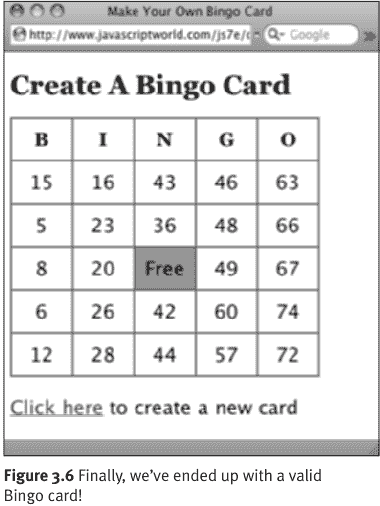 Make Your Own Bingo Card
http://www.javascriptworld.com/js7e/c Google
Create A Bingo Card
B I N G O
15 16 43 46 63
5 23 36 48 66
8 20 Free 49 67
6 26 42 60 74
12 28 44 57 72
Click here to create a new card
Figure 3.6 Finally, we’ve ended up with a valid
Bingo card!